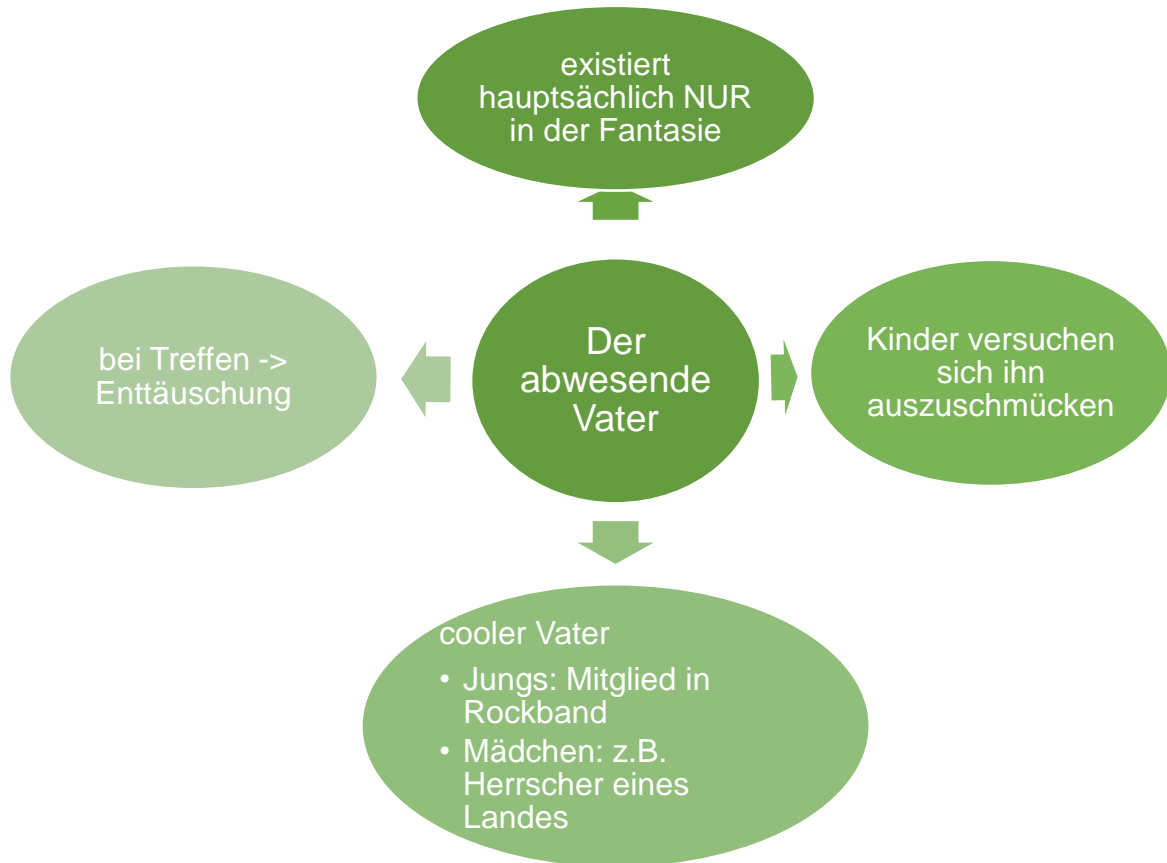 existiert
hauptsächlich NUR
in der Fantasie
bei Treffen ->
Enttäuschung
Der
abwesende
Vater
Kinder versuchen
sich ihn
auszuschmücken
cooler Vater
• Jungs: Mitglied in
Rockband
• Mädchen: z.B.
Herrscher eines
Landes